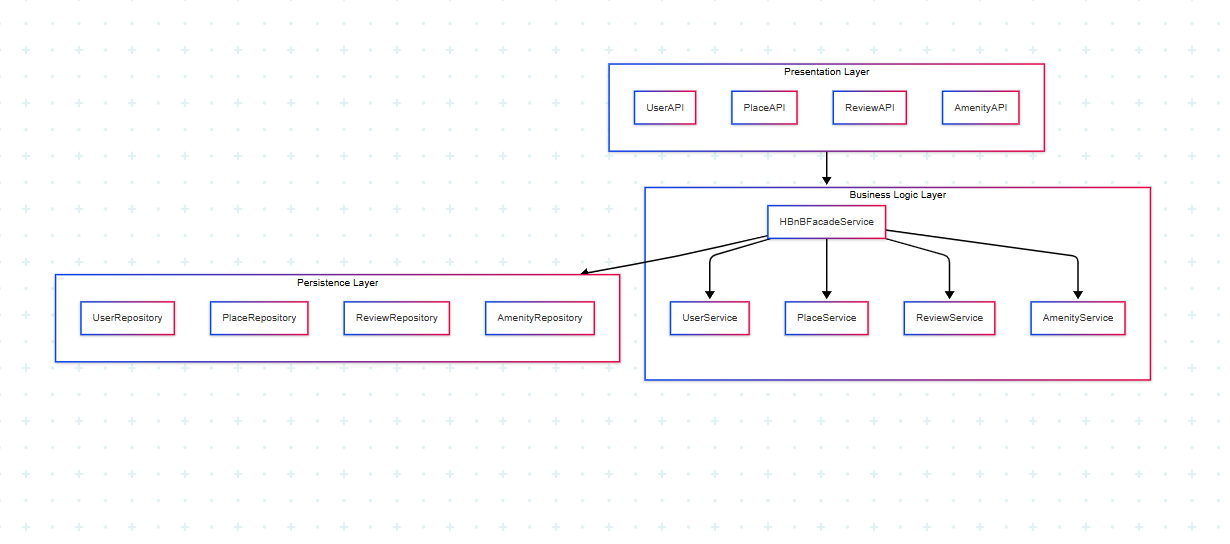 Presentation Layer
UserAPI
PlaceAPI
ReviewAPI
AmenityAPI
Business Logic Layer
HBnBFacadeService
Persistence Layer
UserRepository
PlaceRepository
ReviewRepository
AmenityRepository
UserService
PlaceService
ReviewService
AmenityService